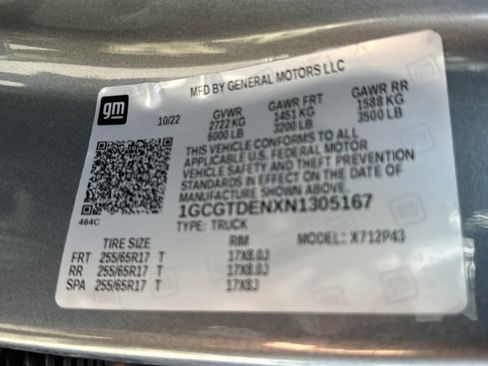 MFD BY GENERAL MOTORS LLC
gm
10/22
GVWR GAWR FRT GAWR RR
2722 KG 1451 KG 1588 KG
6000 LB 3200 LB 3500 LB
THIS VEHICLE CONFORMS TO ALL
APPLICABLE U.S. FEDERAL MOTOR
VEHICLE SAFETY AND THEFT PREVENTION
STANDARDS IN EFFECT ON THE DATE OF
MANUFACTURE SHOWN ABOVE.
1GCGTDENXN1305167
464C
TYPE: TRUCK
MODEL: X712P43
TIRE SIZE RIM
FRT 255/65R17 T 17X8.0J
RR 255/65R17 T 17X8.0J
SPA 255/65R17 T 17X8J